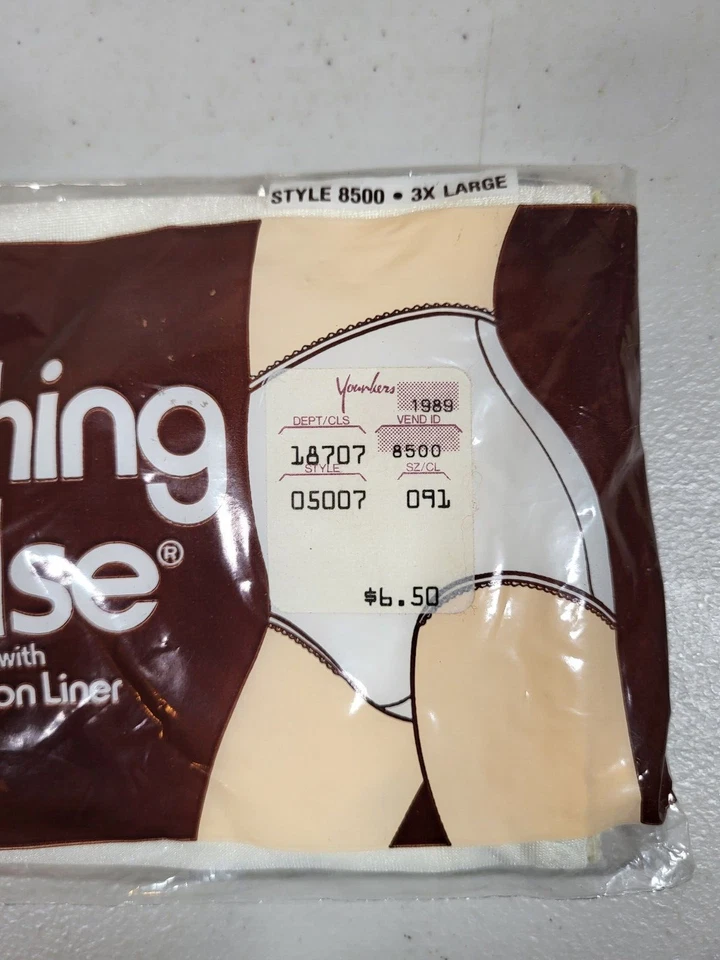 STYLE 8500 • 3X LARGE
hing
lse®
with
on Liner
Younkers
1989
DEPT/CLS VEND ID
18707 8500
STYLE SZ/CL
05007 091
$6.50